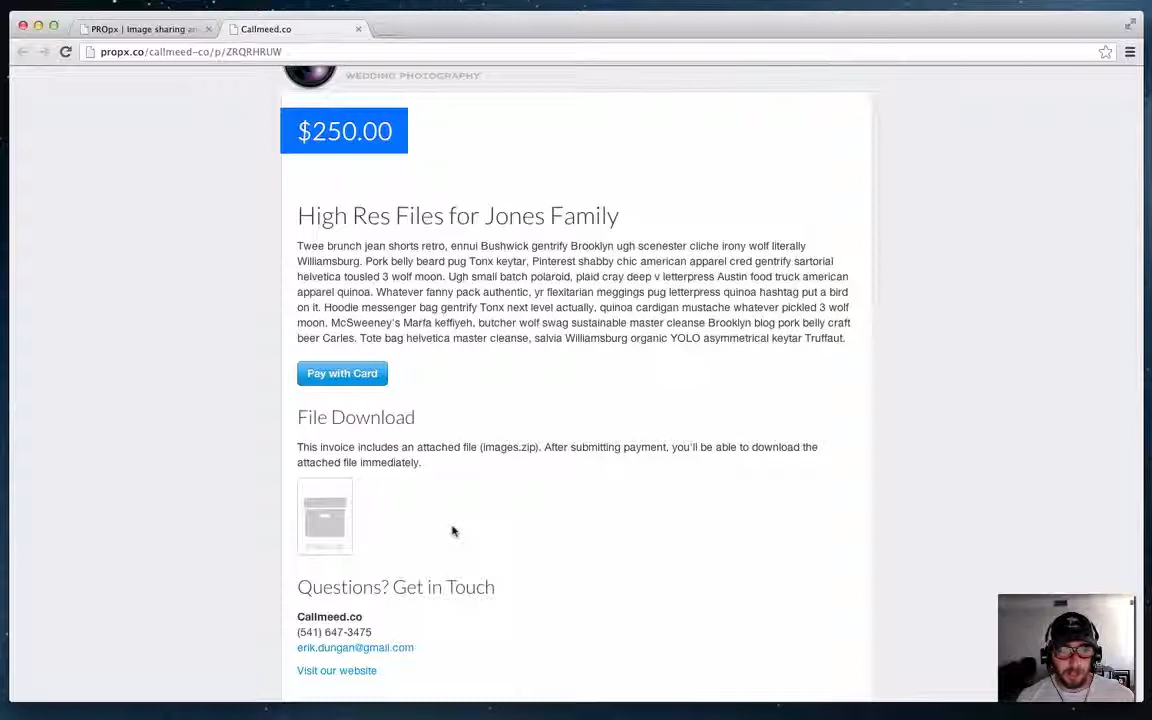 PROpx | Image sharing an
Callmeed.co
propx.co/callmeed-co/p/ZRQRHRUW
WEDDING PHOTOGRAPHY
$250.00
High Res Files for Jones Family
Twee brunch jean shorts retro, ennui Bushwick gentrify Brooklyn ugh scenester cliche irony wolf literally
Williamsburg. Pork belly beard pug Tonx keytar, Pinterest shabby chic american apparel cred gentrify sartorial
helvetica tousled 3 wolf moon. Ugh small batch polaroid, plaid cray deep v letterpress Austin food truck american
apparel quinoa. Whatever fanny pack authentic, yr flexitarian meggings pug letterpress quinoa hashtag put a bird
on it. Hoodie messenger bag gentrify Tonx next level actually, quinoa cardigan mustache whatever pickled 3 wolf
moon. McSweeney's Marfa keffiyeh, butcher wolf swag sustainable master cleanse Brooklyn blog pork belly craft
beer Carles. Tote bag helvetica master cleanse, salvia Williamsburg organic YOLO asymmetrical keytar Truffaut.
Pay with Card
File Download
This invoice includes an attached file (images.zip). After submitting payment, you'll be able to download the
attached file immediately.
Questions? Get in Touch
Callmeed.co
(541) 647-3475
erik.dungan@gmail.com
Visit our website